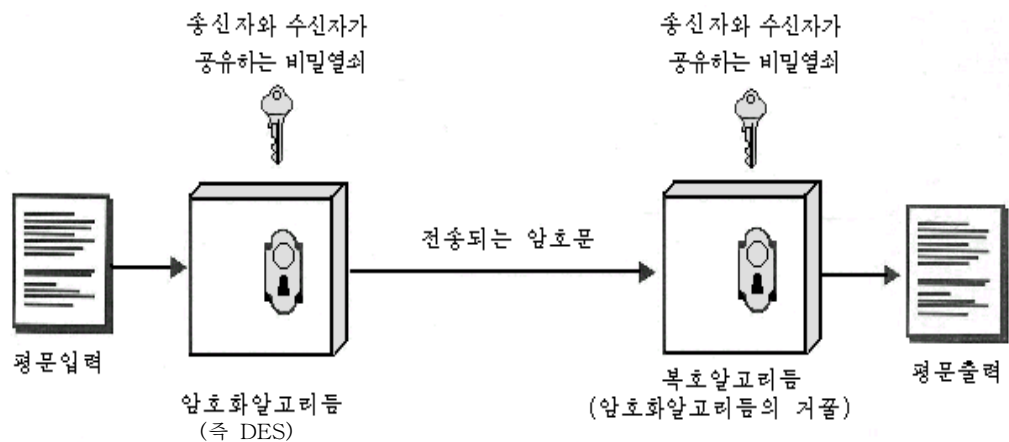 송신자와 수신자가
공유하는 비밀열쇠
송신자와 수신자가
공유하는 비밀열쇠
전송되는 암호문
평문입력
암호화알고리듬
(즉 DES)
복호알고리듬
(암호화알고리듬의 거꿀)
평문출력